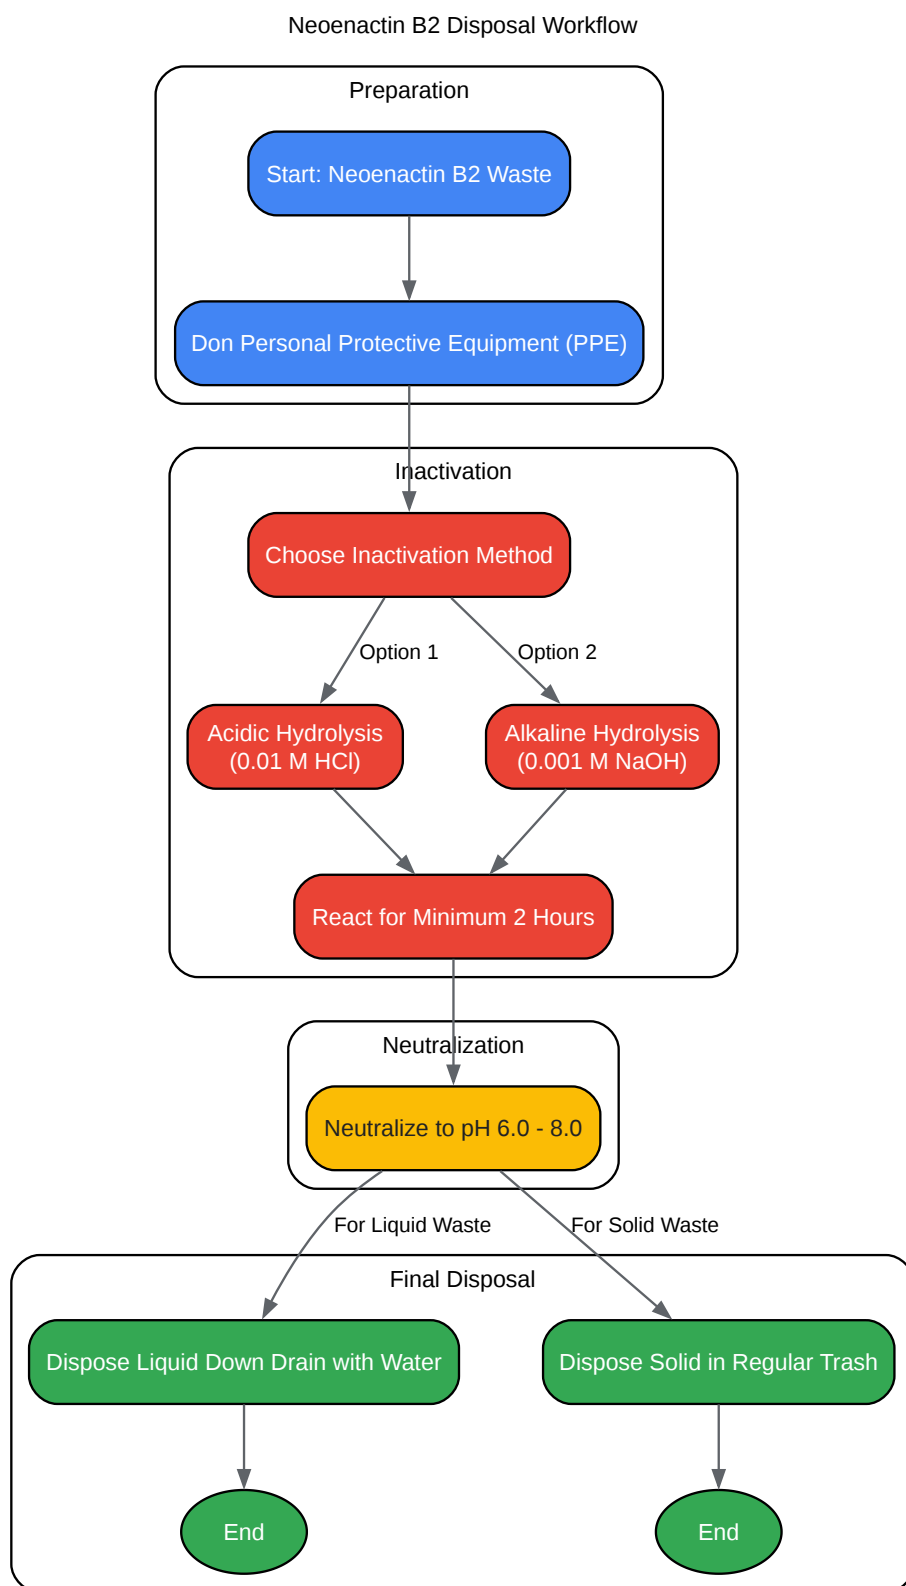 Neoenactin B2 Disposal Workflow
Preparation
Start: Neoenactin B2 Waste
Don Personal Protective Equipment (PPE)
Inactivation
Choose Inactivation Method
Option 1
Option 2
Acidic Hydrolysis
(0.01 M HCl)
Alkaline Hydrolysis
(0.001 M NaOH)
React for Minimum 2 Hours
Neutralization
Neutralize to pH 6.0 - 8.0
For Liquid Waste
For Solid Waste
Final Disposal
Dispose Liquid Down Drain with Water
Dispose Solid in Regular Trash
End
End